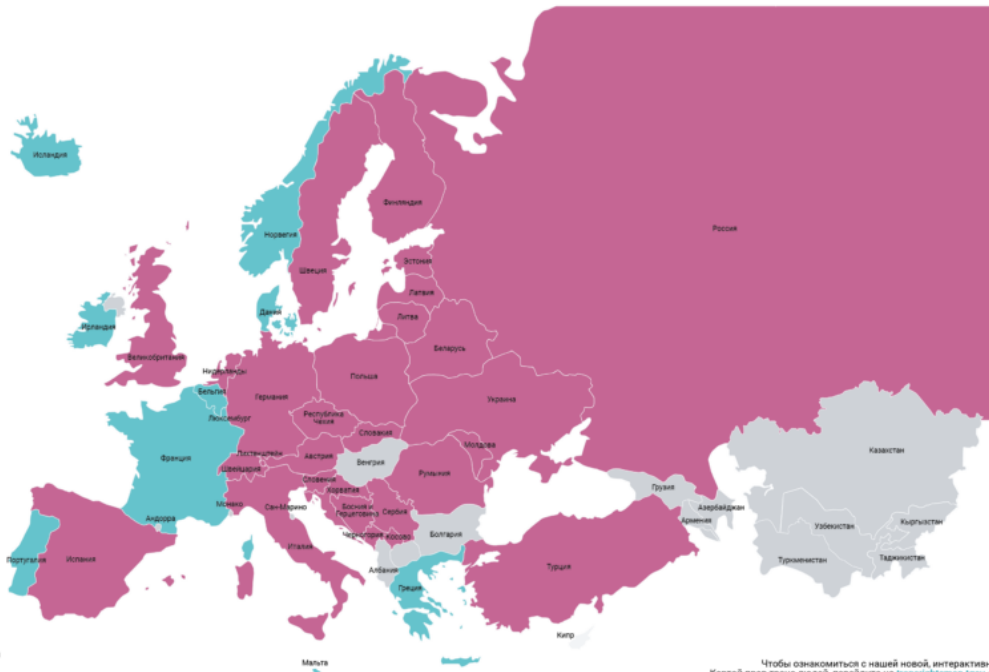 Исландия
Норвегия
Швеция
Финляндия
Россия
Эстония
Латвия
Литва
Дания
Ирландия
Великобритания
Беларусь
Нидерланды
Бельгия
Люксембург
Германия
Польша
Украина
Республика
Чехия
Словакия
Молдова
Франция
Лихтенштейн
Швейцария
Австрия
Венгрия
Румыния
Казахстан
Словения
Хорватия
Монако
Сан-Марино
Босния и
Герцеговина
Сербия
Грузия
Азербайджан
Армения
Узбекистан
Кыргызстан
Андорра
Черногория
Косово
Болгария
Португалия
Испания
Италия
Албания
Греция
Турция
Туркменистан
Таджикистан
Кипр
Мальта
Чтобы ознакомиться с нашей новой, интерактив